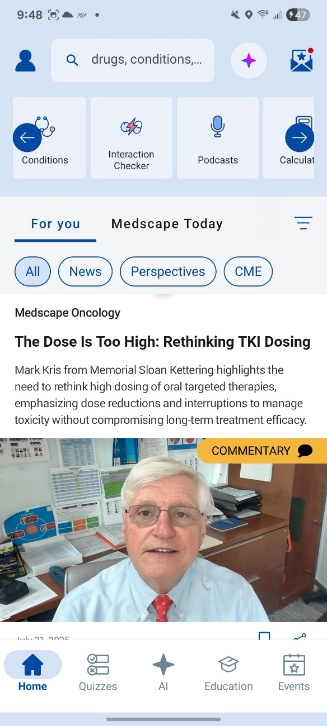 9:48
47
drugs, conditions,...
Conditions
Interaction
Checker
Podcasts
Calculat
For you
Medscape Today
All
News
Perspectives
CME
Medscape Oncology
The Dose Is Too High: Rethinking TKI Dosing
Mark Kris from Memorial Sloan Kettering highlights the
need to rethink high dosing of oral targeted therapies,
emphasizing dose reductions and interruptions to manage
toxicity without compromising long-term treatment efficacy.
COMMENTARY
Home
Quizzes
AI
Education
Events